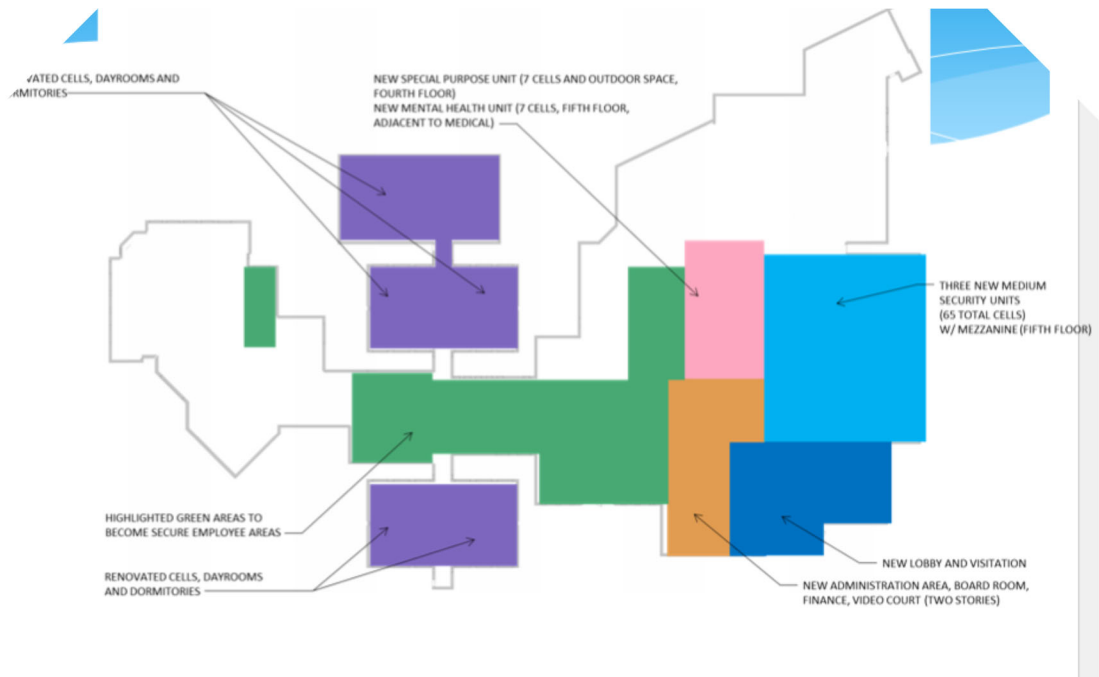 CELLS, DAYROOMS AND
NEW SPECIAL PURPOSE UNIT (7 CELLS AND OUTDOOR SPACE,
FOURTH FLOOR)
NEW MENTAL HEALTH UNIT (7 CELLS, FIFTH FLOOR,
ADJACENT TO MEDICAL)
THREE NEW MEDIUM
SECURITY UNITS
(65 TOTAL CELLS)
W/ MEZZANINE (FIFTH FLOOR)
HIGHLIGHTED GREEN AREAS TO
BECOME SECURE EMPLOYEE AREAS
RENOVATED CELLS, DAYROOMS
AND DORMITORIES
NEW LOBBY AND VISITATION
NEW ADMINISTRATION AREA, BOARD ROOM,
FINANCE, VIDEO COURT (TWO STORIES)